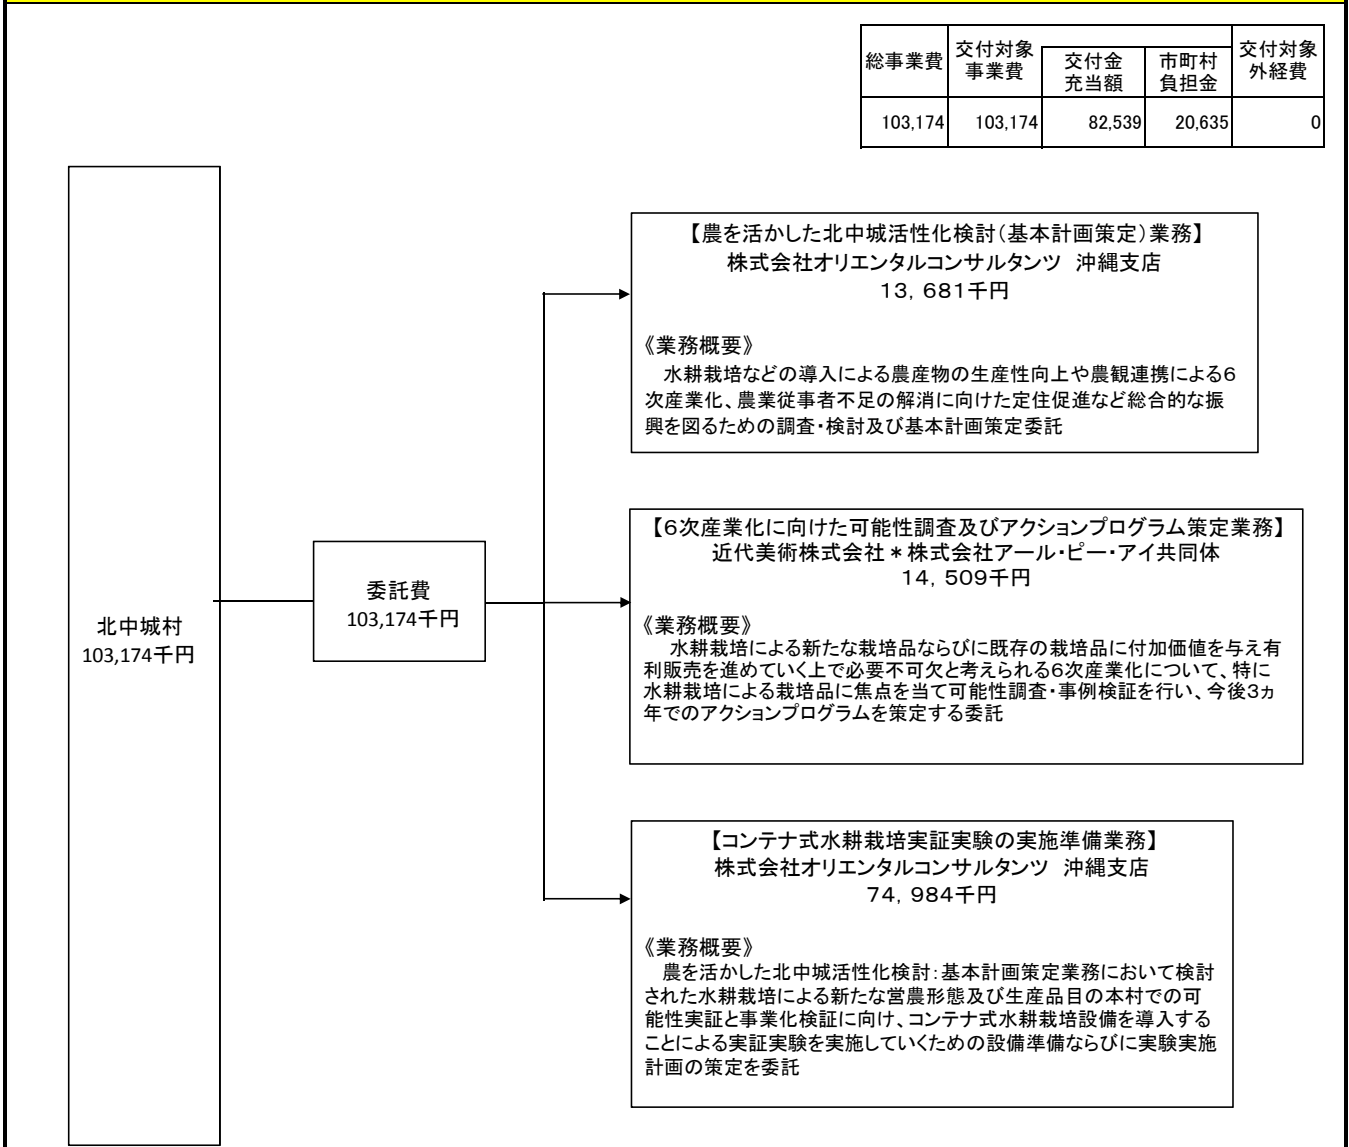 総事業費
交付対象
事業費
交付金
充当額
市町村
負担金
交付対象
外経費
103,174
103,174
82,539
20,635
0
北中城村
103,174千円
委託費
103,174千円
【農を活かした北中城活性化検討(基本計画策定)業務】
株式会社オリエンタルコンサルタンツ 沖縄支店
13,681千円
《業務概要》
水耕栽培などの導入による農産物の生産性向上や農観連携による6
次産業化、農業従事者不足の解消に向けた定住促進など総合的な振
興を図るための調査・検討及び基本計画策定委託
【6次産業化に向けた可能性調査及びアクションプログラム策定業務】
近代美術株式会社*株式会社アール・ピー・アイ共同体
14,509千円
《業務概要》
水耕栽培による新たな栽培品ならびに既存の栽培品に付加価値を与え有
利販売を進めていく上で必要不可欠と考えられる6次産業化について、特に
水耕栽培による栽培品に焦点を当て可能性調査・事例検証を行い、今後3ヵ
年でのアクションプログラムを策定する委託
【コンテナ式水耕栽培実証実験の実施準備業務】
株式会社オリエンタルコンサルタンツ 沖縄支店
74,984千円
《業務概要》
農を活かした北中城活性化検討:基本計画策定業務において検討
された水耕栽培による新たな営農形態及び生産品目の本村での可
能性実証と事業化検証に向け、コンテナ式水耕栽培設備を導入する
ことによる実証実験を実施していくための設備準備ならびに実験実施
計画の策定を委託